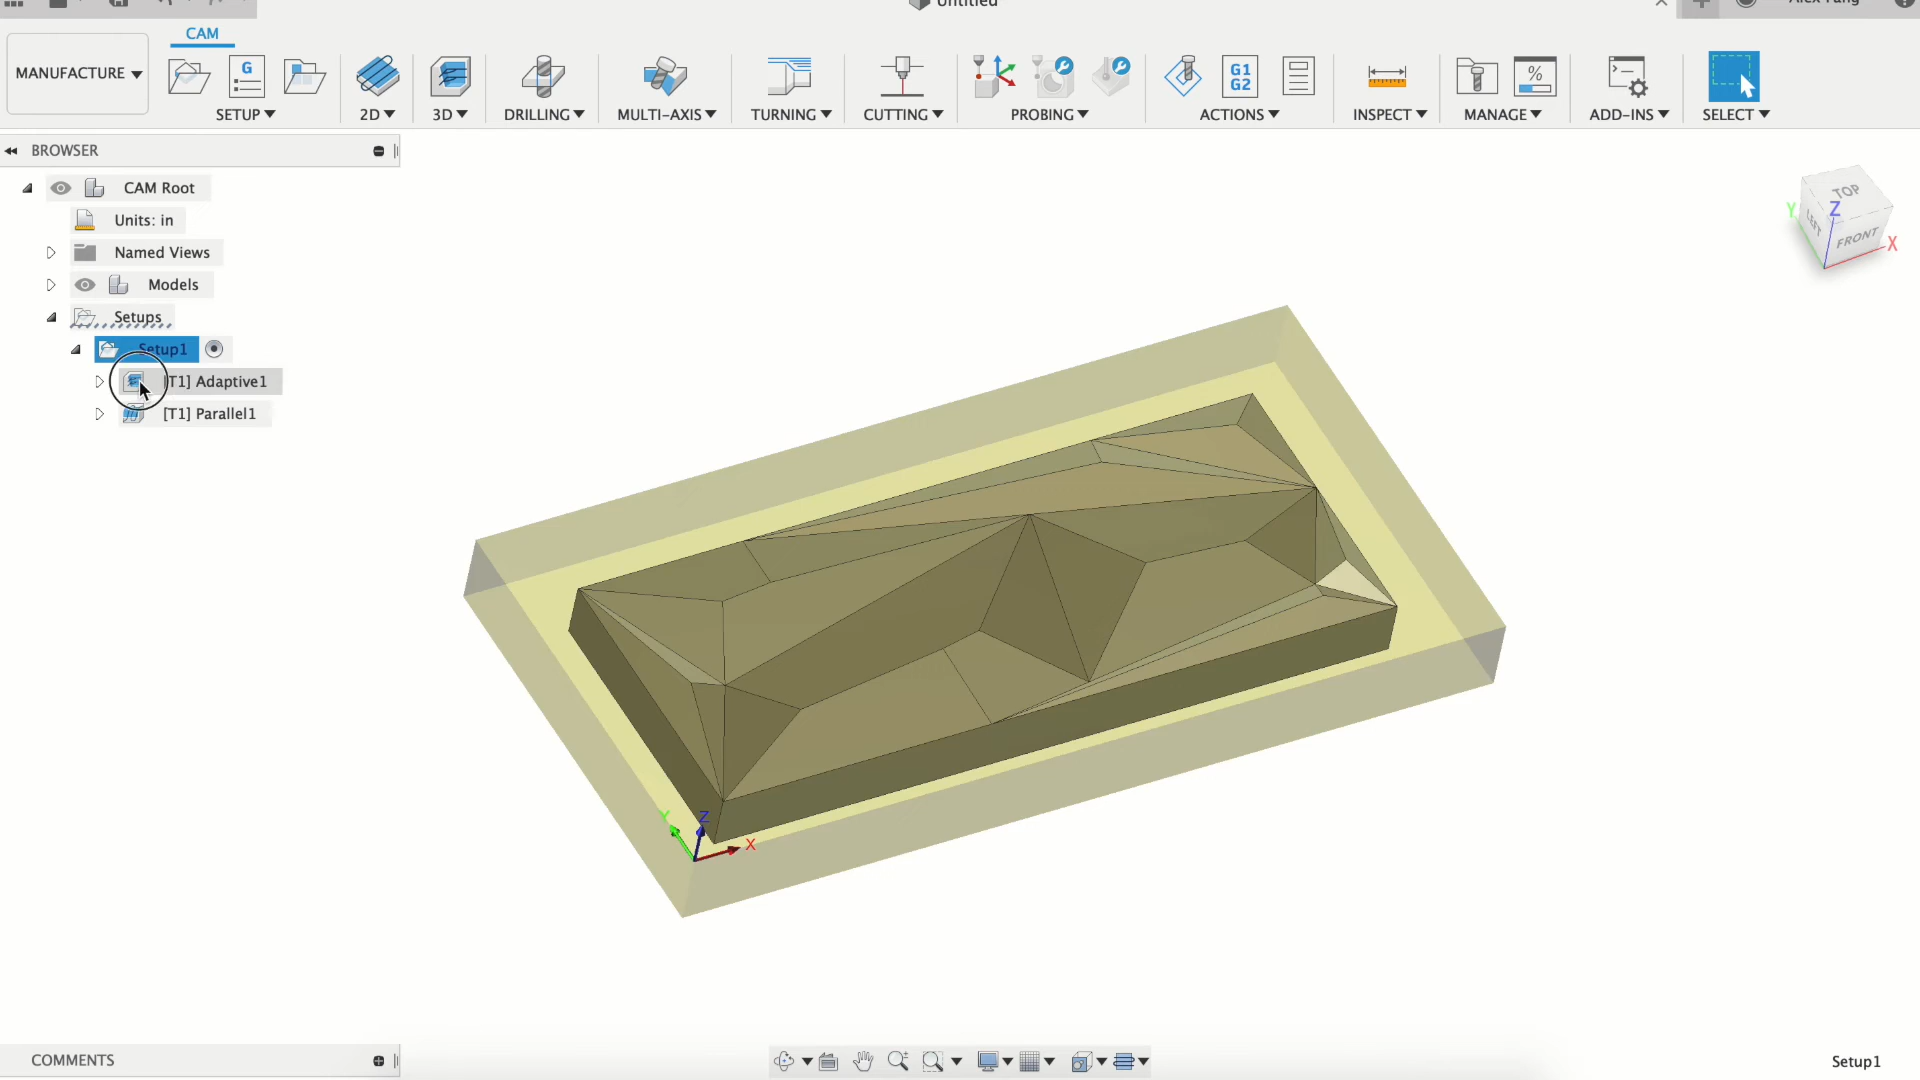 Untitled
CAM
MANUFACTURE
G
G1
G2
%
SETUP
2D
3D
DRILLING
MULTI-AXIS
TURNING
CUTTING
PROBING
ACTIONS
INSPECT
MANAGE
ADD-INS
SELECT
BROWSER
CAM Root
Units: in
Named Views
Models
Setups
Setup1
[T1] Adaptive1
[T1] Parallel1
TOP
LEFT
FRONT
Y
Z
X
Y
Z
X
COMMENTS
Setup1